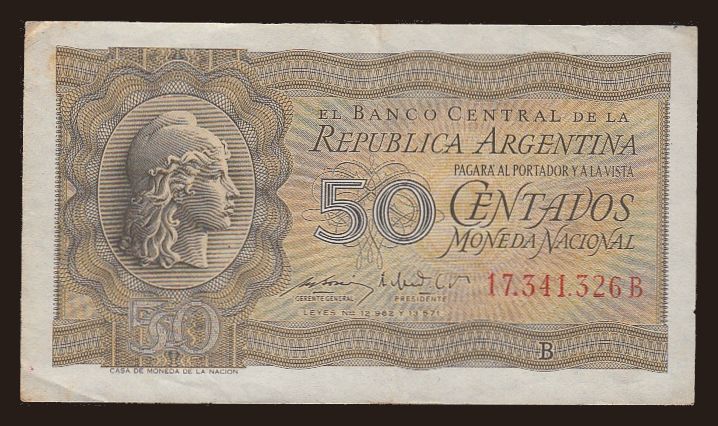 El Banco Central de la
Republica Argentina
PAGARA AL PORTADOR Y A LA VISTA
50 Centavos
Moneda Nacional
17.341.326 B
GERENTE GENERAL PRESIDENTE
LEYES Nos 12.962 Y 13.571
50
B
CASA DE MONEDA DE LA NACION